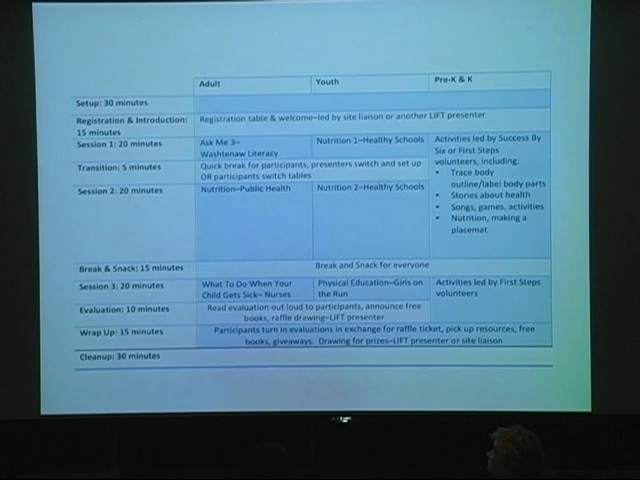 Adult Youth Pre-K & K
Setup: 30 minutes
Registration & Introduction: Registration table & welcome–led by site liaison or another LIFT presenter
15 minutes
Session 1: 20 minutes Ask Me 3– Nutrition 1–Healthy Schools Activities led by Success By
Washtenaw Literacy Six or First Steps
Transition: 5 minutes Quick break for participants, presenters switch and set up volunteers, including:
OR participants switch tables • Trace body
Session 2: 20 minutes Nutrition–Public Health Nutrition 2–Healthy Schools outline/label body parts
• Stories about health
• Songs, games, activities
• Nutrition, making a
placemat
Break & Snack: 15 minutes Break and Snack for everyone
Session 3: 20 minutes What To Do When Your Physical Education–Girls on Activities led by First Steps
Child Gets Sick– Nurses the Run volunteers
Evaluation: 10 minutes Read evaluation out loud to participants, announce free
books, raffle drawing–LIFT presenter
Wrap Up: 15 minutes Participants turn in evaluations in exchange for raffle ticket, pick up resources, free
books, giveaways. Drawing for prizes–LIFT presenter or site liaison
Cleanup: 30 minutes